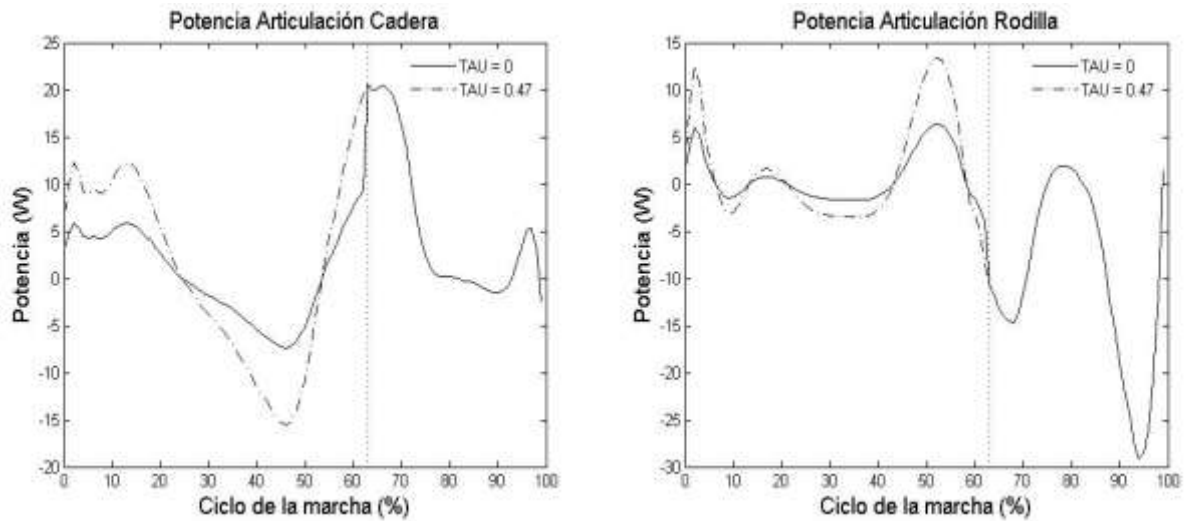 Potencia Articulación Cadera
25
20
15
10
5
0
-5
-10
-15
-20
Potencia (W)
TAU = 0
TAU = 0.47
0 10 20 30 40 50 60 70 80 90 100
Ciclo de la marcha (%)
Potencia Articulación Rodilla
15
10
5
0
-5
-10
-15
-20
-25
-30
Potencia (W)
TAU = 0
TAU = 0.47
0 10 20 30 40 50 60 70 80 90 100
Ciclo de la marcha (%)